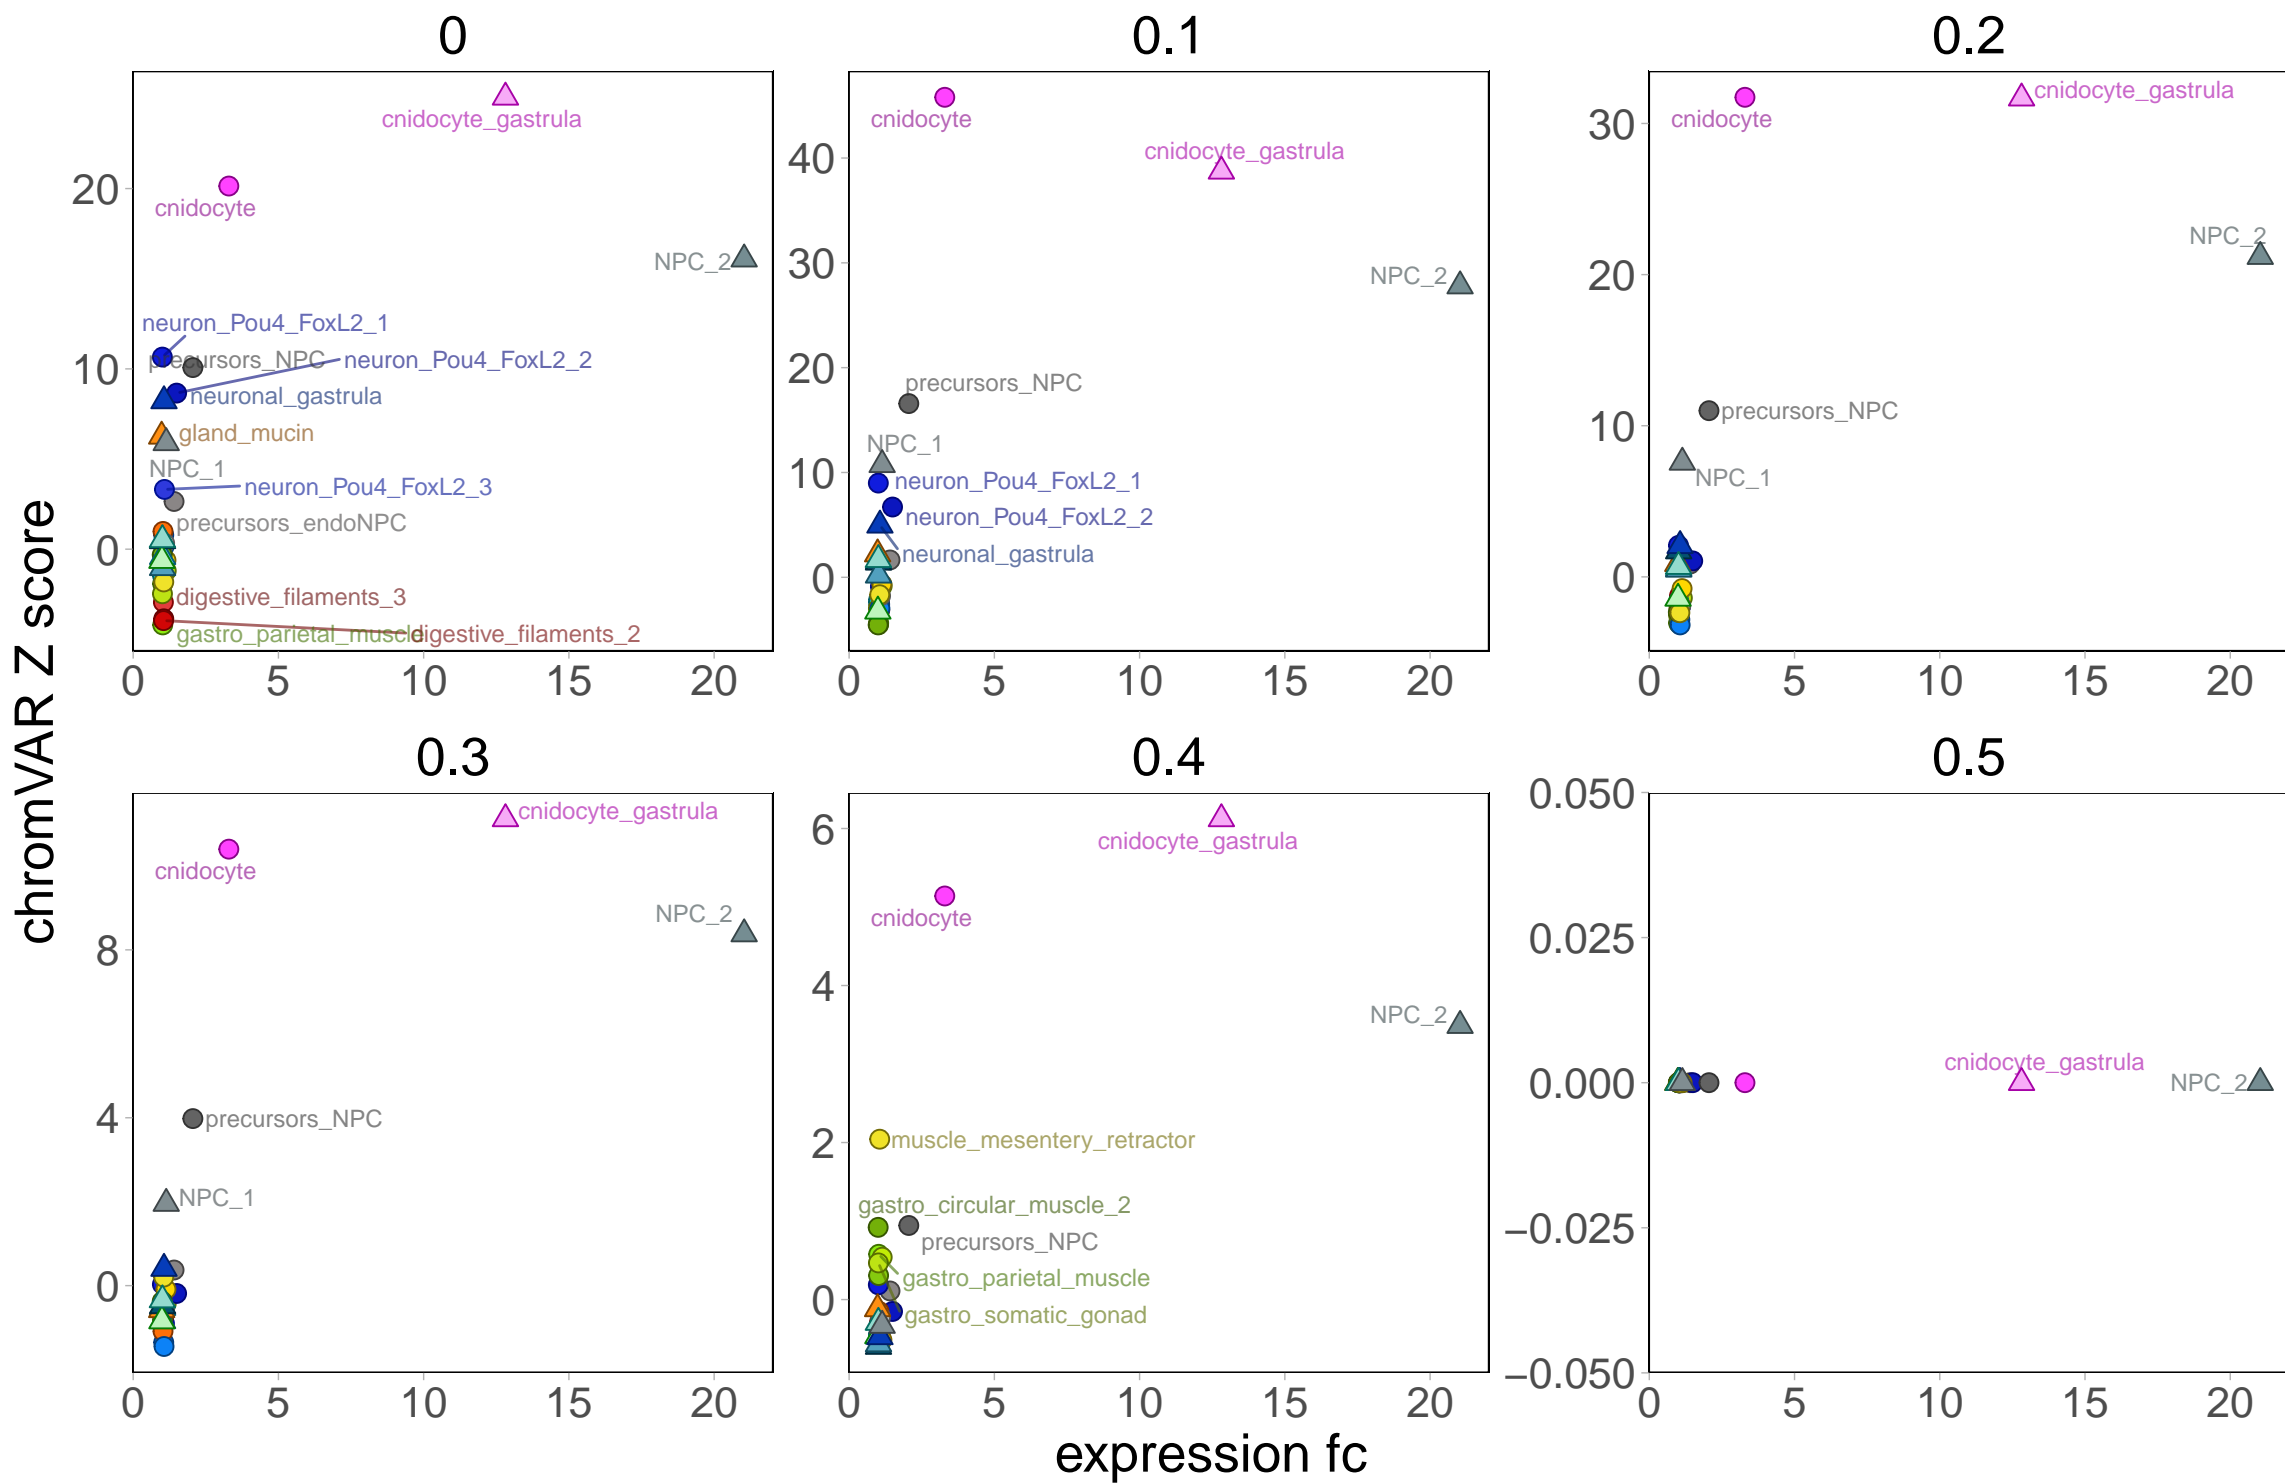 0
0.1
0.2
cnidocyte_gastrula
cnidocyte
NPC_2
neuron_Pou4_FoxL2_1
precursors_NPC
neuron_Pou4_FoxL2_2
neuronal_gastrula
gland_mucin
NPC_1
neuron_Pou4_FoxL2_3
precursors_endoNPC
digestive_filaments_3
gastro_parietal_muscle
digestive_filaments_2
20
10
0
0
5
10
15
20
cnidocyte
cnidocyte_gastrula
NPC_2
precursors_NPC
NPC_1
neuron_Pou4_FoxL2_1
neuron_Pou4_FoxL2_2
neuronal_gastrula
40
30
20
10
0
0
5
10
15
20
cnidocyte_gastrula
cnidocyte
NPC_2
precursors_NPC
NPC_1
30
20
10
0
0
5
10
15
20
chromVAR Z score
0.3
0.4
0.5
cnidocyte_gastrula
cnidocyte
NPC_2
precursors_NPC
NPC_1
8
4
0
0
5
10
15
20
cnidocyte_gastrula
cnidocyte
NPC_2
muscle_mesentery_retractor
gastro_circular_muscle_2
precursors_NPC
gastro_parietal_muscle
gastro_somatic_gonad
6
4
2
0
0
5
10
15
20
cnidocyte_gastrula
NPC_2
0.050
0.025
0.000
−0.025
−0.050
0
5
10
15
20
expression fc